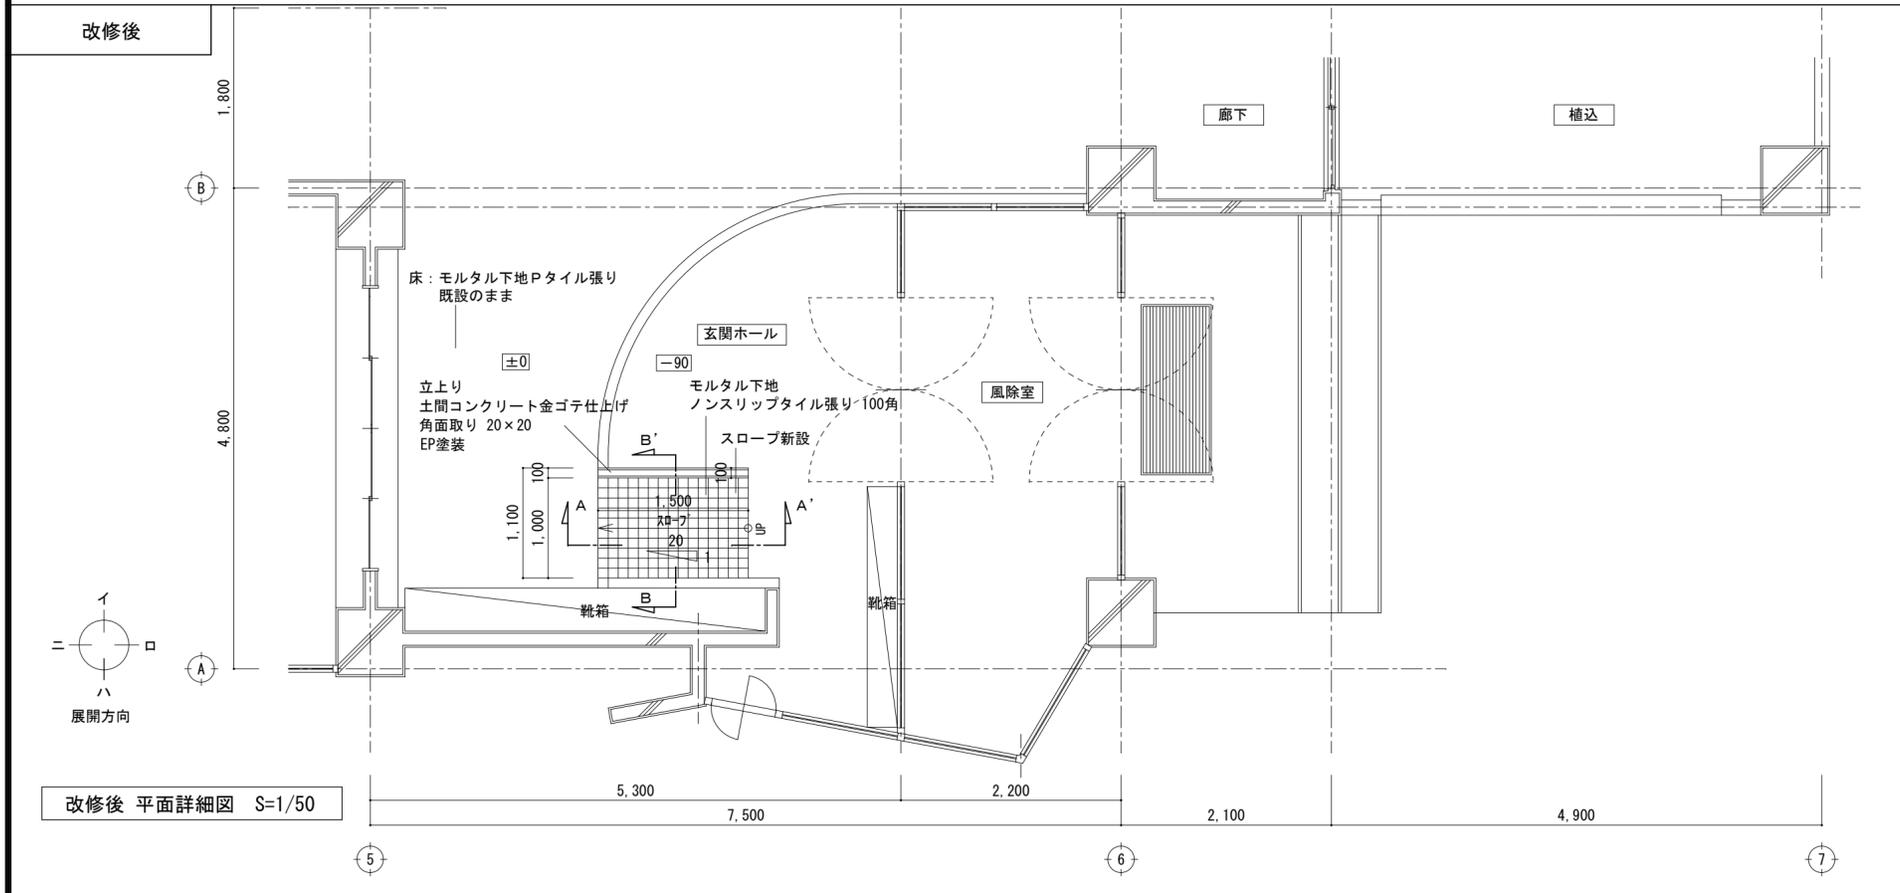 改修後
1,800
廊下
植込
B
床：モルタル下地Pタイル張り
既設のまま
玄関ホール
±0
－90
立上り
土間コンクリート金ゴテ仕上げ
角面取り 20×20
EP塗装
モルタル下地
ノンスリップタイル張り 100角
スロープ新設
風除室
4,800
B'
100
100
A
1,500
A'
1,100
1,000
スロープ
UP
20
1
B
靴箱
靴箱
イ
ニ
ロ
ハ
展開方向
A
改修後 平面詳細図 S=1/50
5,300
2,200
7,500
2,100
4,900
5
6
7